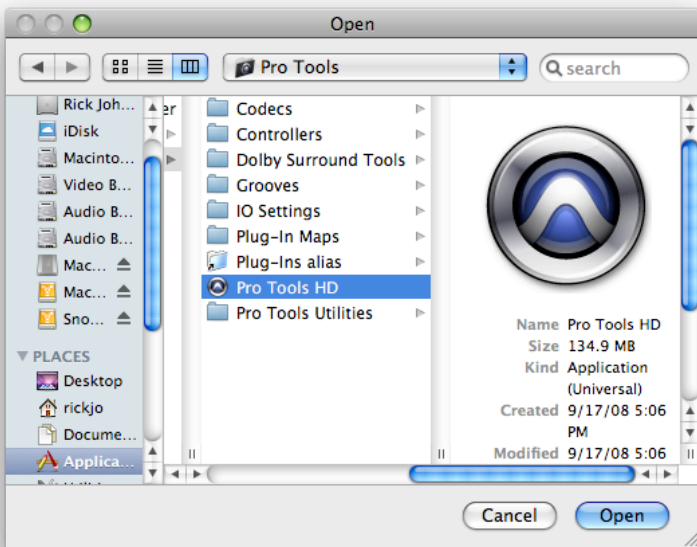 Open
Pro Tools
search
Rick Joh...
iDisk
Macinto...
Video B...
Audio B...
Audio B...
Mac...
Mac...
Sno...
PLACES
Desktop
rickjo
Docume...
Applica...
er
Codecs
Controllers
Dolby Surround Tools
Grooves
IO Settings
Plug-In Maps
Plug-Ins alias
Pro Tools HD
Pro Tools Utilities
Name Pro Tools HD
Size 134.9 MB
Kind Application
(Universal)
Created 9/17/08 5:06
PM
Modified 9/17/08 5:06
Cancel
Open